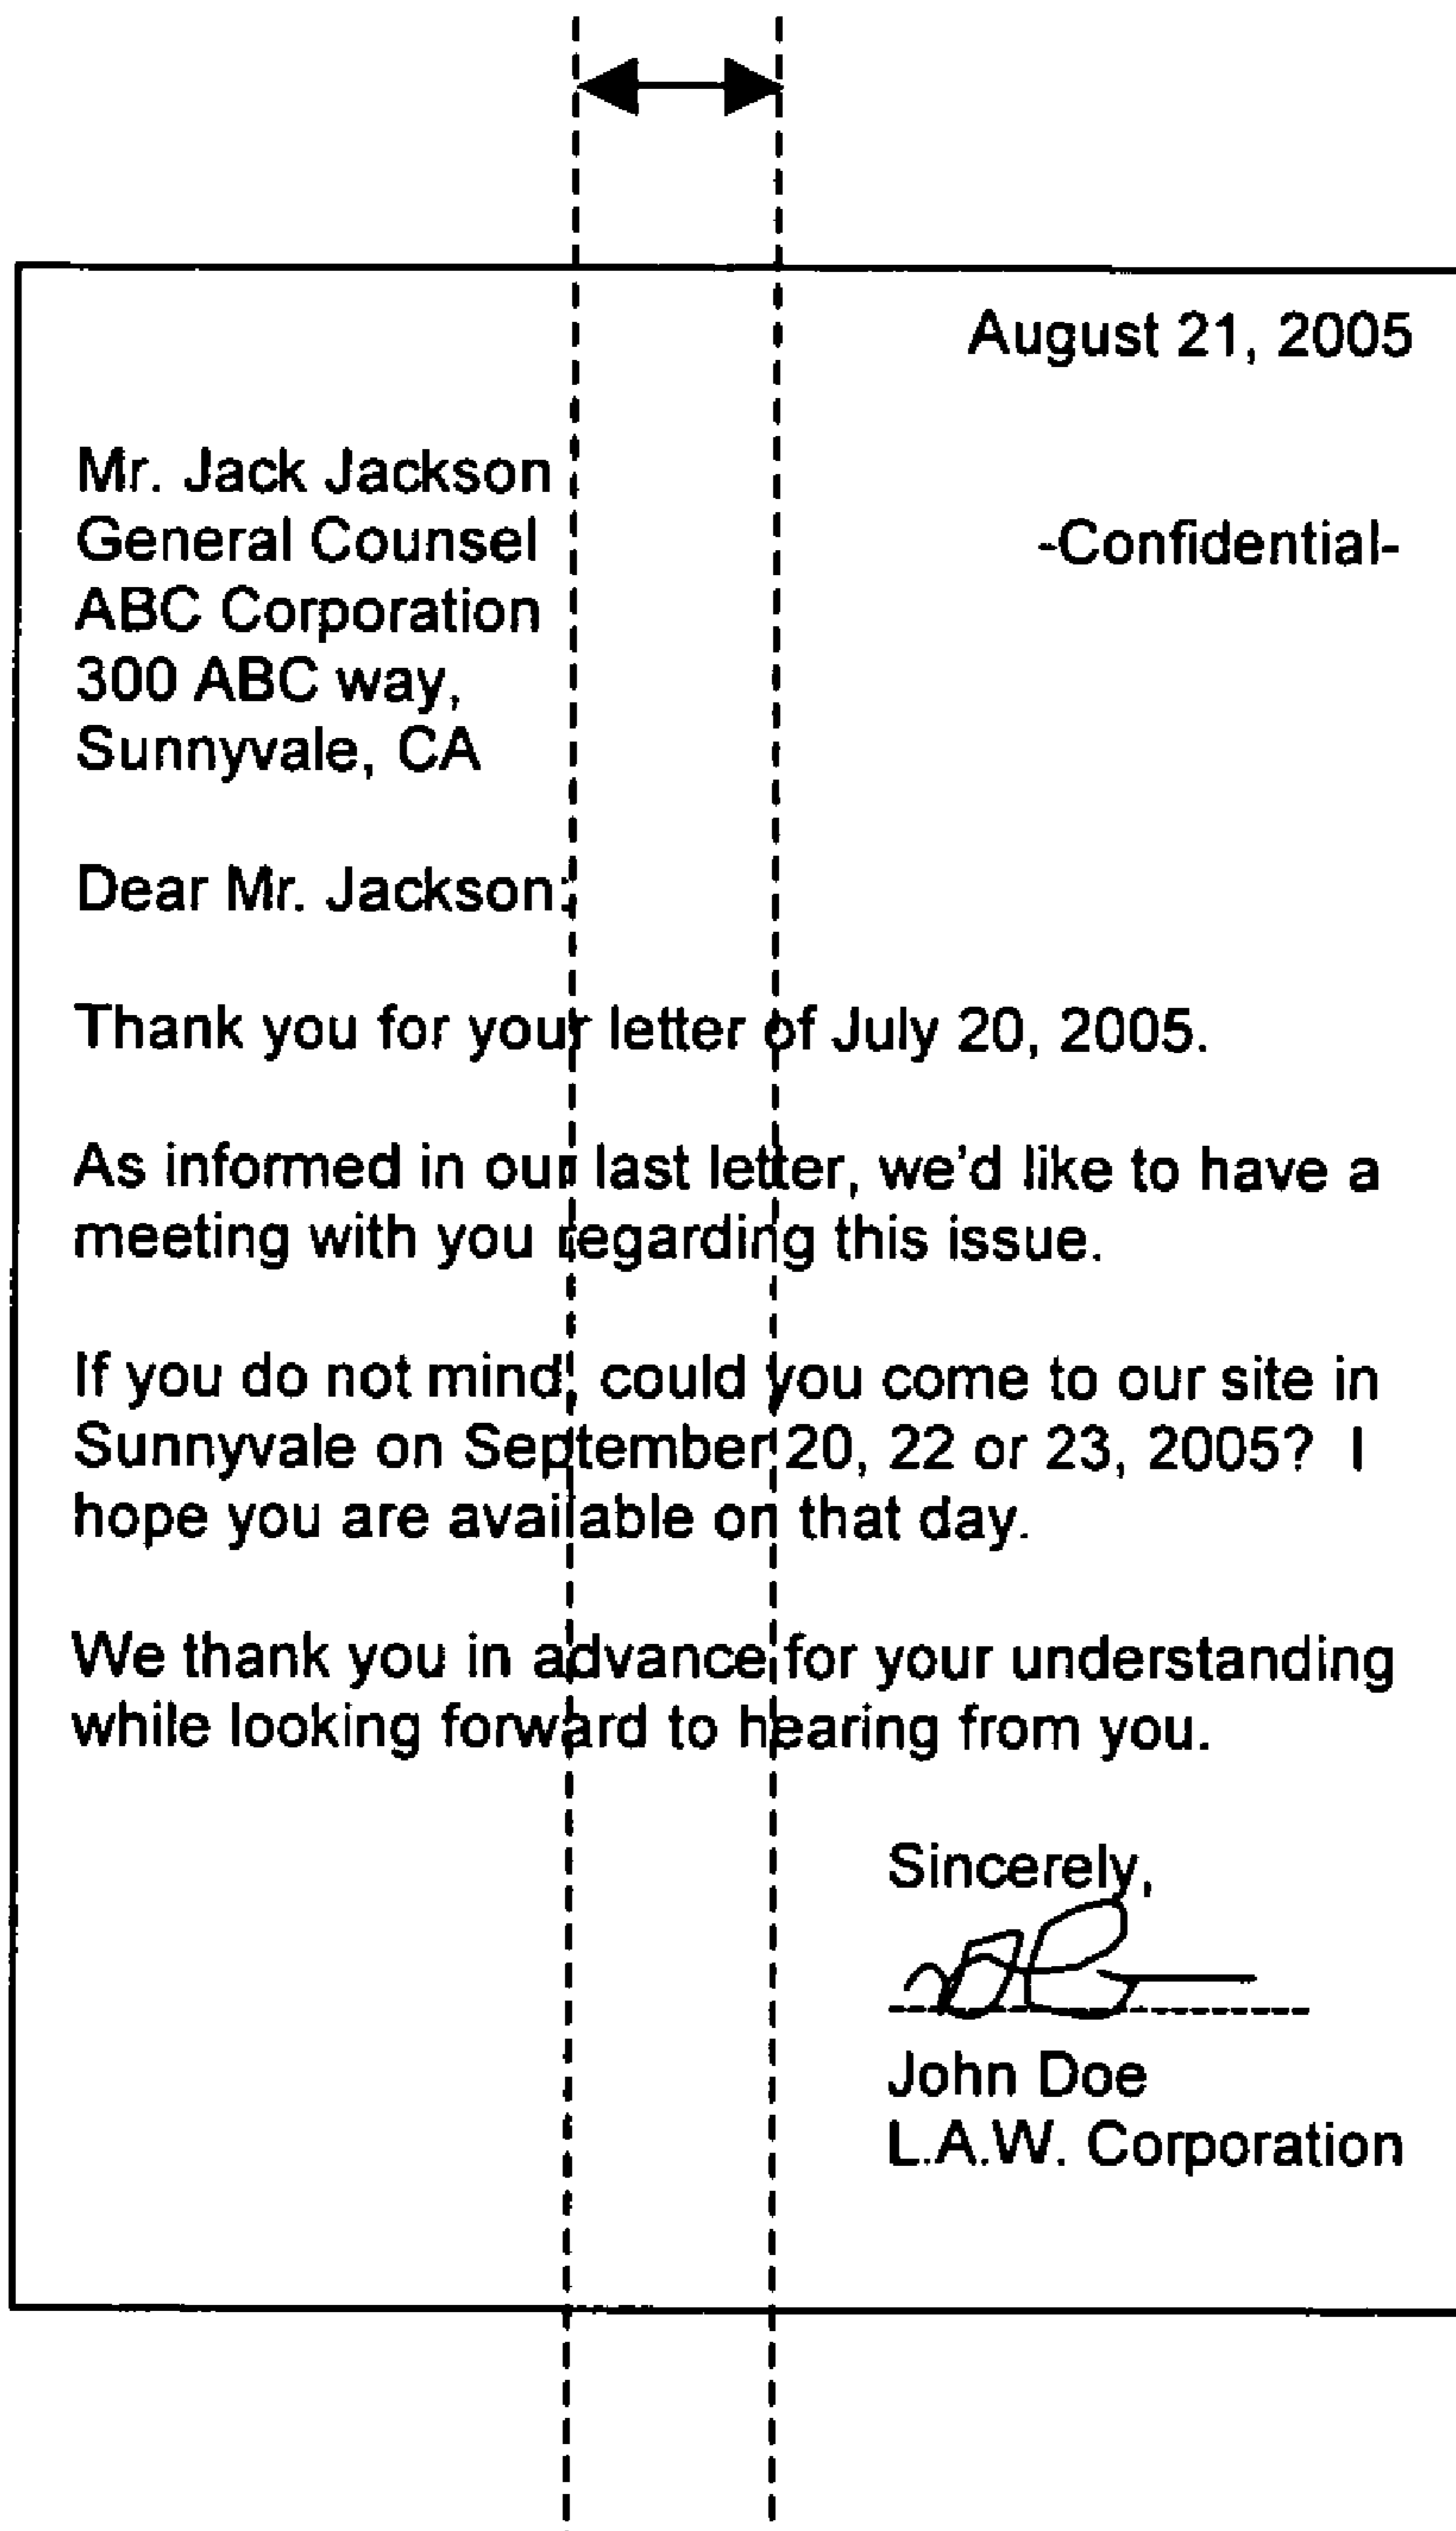 August 21, 2005
Mr. Jack Jackson
General Counsel
-Confidential-
ABC Corporation
300 ABC way,
Sunnyvale, CA
Dear Mr. Jackson:
Thank you for your letter of July 20, 2005.
As informed in our last letter, we'd like to have a
meeting with you regarding this issue.
If you do not mind, could you come to our site in
Sunnyvale on September 20, 22 or 23, 2005?  I
hope you are available on that day.
We thank you in advance for your understanding
while looking forward to hearing from you.
Sincerely,
John Doe
L.A.W. Corporation